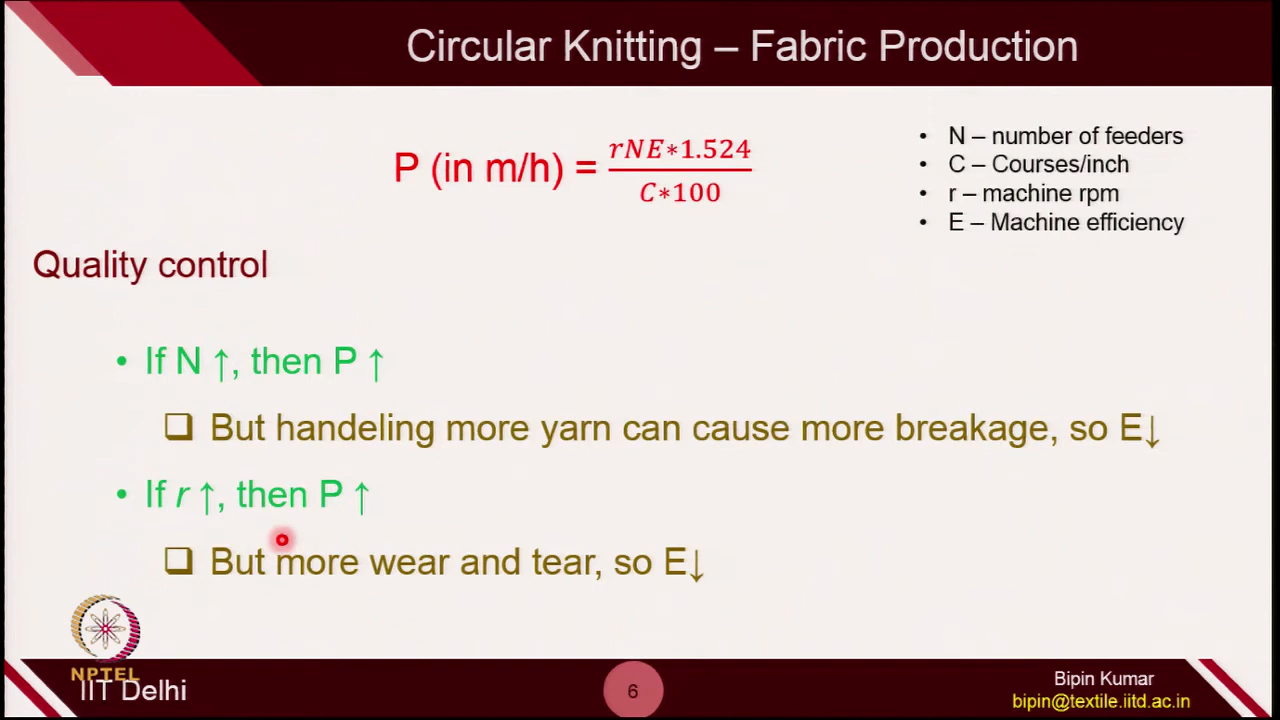 Circular Knitting – Fabric Production
P (in m/h) = rNE*1.524 / C*100
• N – number of feeders
• C – Courses/inch
• r – machine rpm
• E – Machine efficiency
Quality control
• If N ↑, then P ↑
❑ But handeling more yarn can cause more breakage, so E↓
• If r ↑, then P ↑
❑ But more wear and tear, so E↓
NPTEL
IIT Delhi
6
Bipin Kumar
bipin@textile.iitd.ac.in